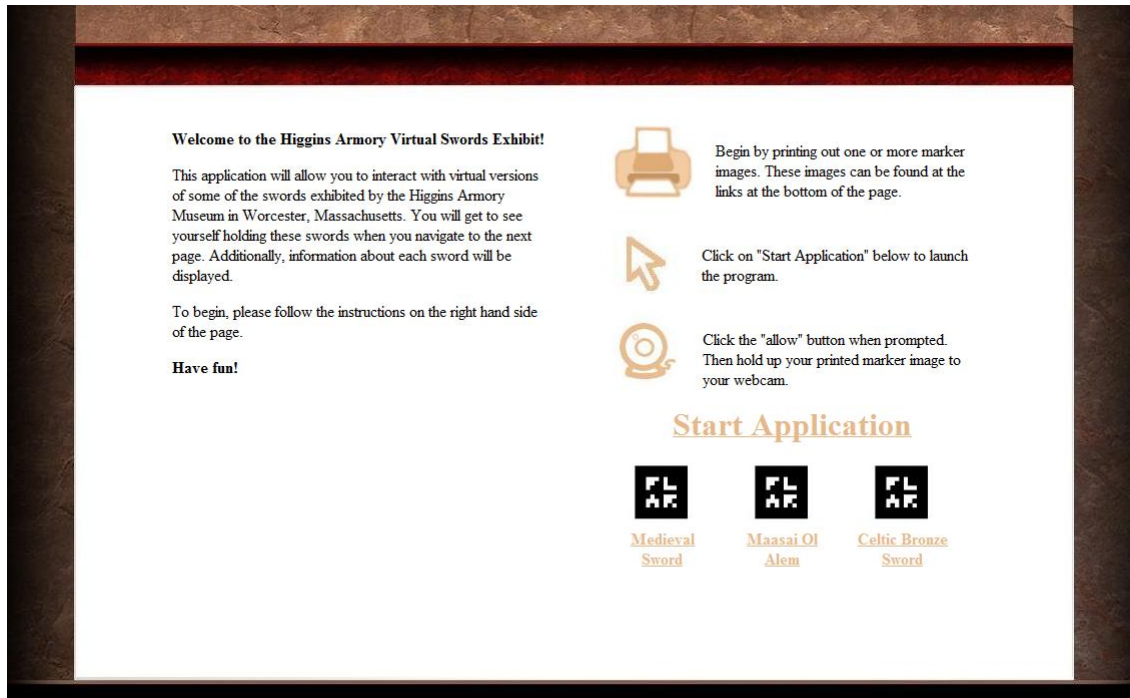 Welcome to the Higgins Armory Virtual Swords Exhibit!
This application will allow you to interact with virtual versions
of some of the swords exhibited by the Higgins Armory
Museum in Worcester, Massachusetts. You will get to see
yourself holding these swords when you navigate to the next
page. Additionally, information about each sword will be
displayed.
To begin, please follow the instructions on the right hand side
of the page.
Have fun!
Begin by printing out one or more marker
images. These images can be found at the
links at the bottom of the page.
Click on "Start Application" below to launch
the program.
Click the "allow" button when prompted.
Then hold up your printed marker image to
your webcam.
Start Application
FL
AR
Medieval
Sword
FL
AR
Maasai Ol
Alem
FL
AR
Celtic Bronze
Sword